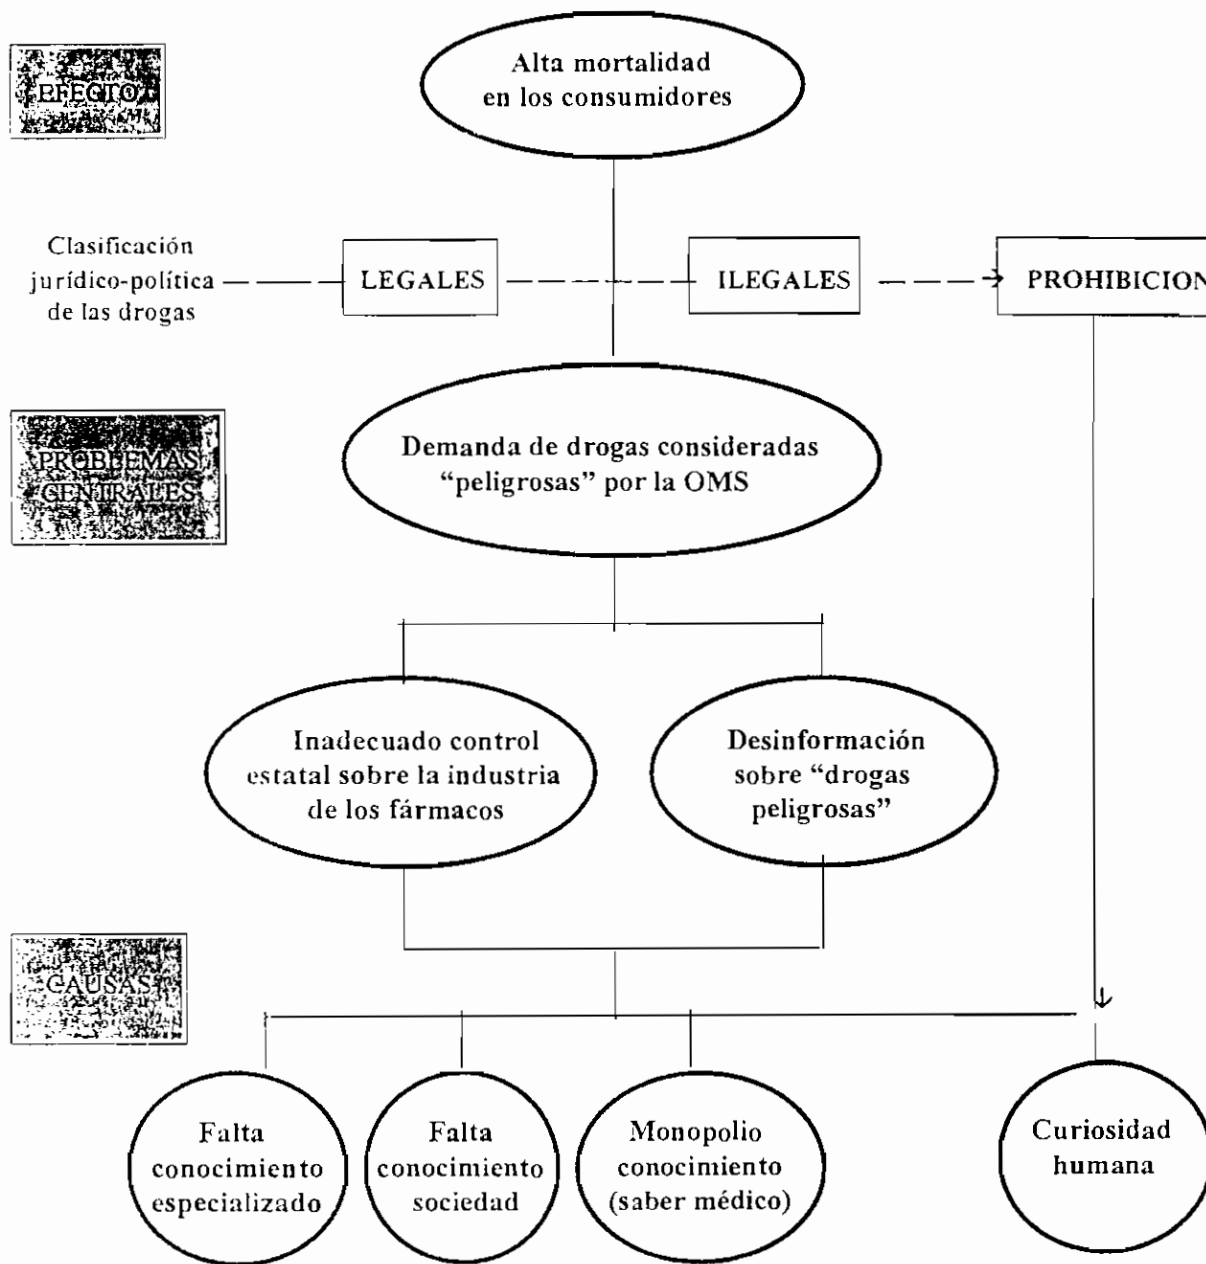 EFECTO
Alta mortalidad
en los consumidores
Clasificación
jurídico-política
de las drogas
LEGALES
ILEGALES
PROHIBICION
PROBLEMAS
CENTRALES
Demanda de drogas consideradas
“peligrosas” por la OMS
Inadecuado control
estatal sobre la industria
de los fármacos
Desinformación
sobre “drogas
peligrosas”
CAUSAS
Falta
conocimiento
especializado
Falta
conocimiento
sociedad
Monopolio
conocimiento
(saber médico)
Curiosidad
humana